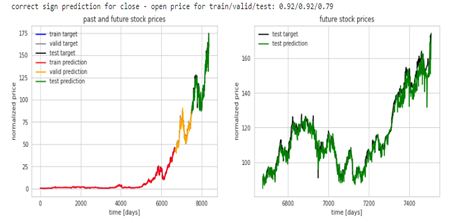 correct sign prediction for close - open price for train/valid/test: 0.92/0.92/0.79
past and future stock prices
175
150
125
100
75
50
25
0
normalized price
train target
valid target
test target
train prediction
valid prediction
test prediction
0
2000
4000
6000
8000
time [days]
future stock prices
160
140
120
100
normalized price
test target
test prediction
6800
7000
7200
7400
time [days]